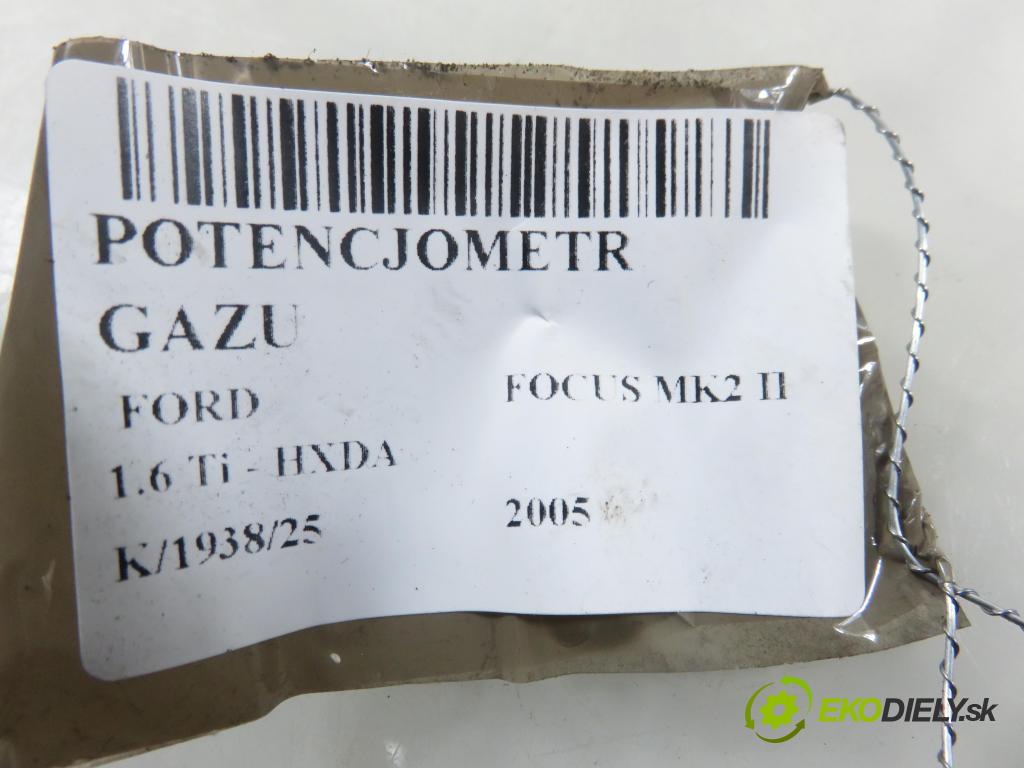 POTENCJOMETR
GAZU
FORD FOCUS MK2 II
1.6 Ti - HXDA
K/1938/25 2005
EKODIELY.sk